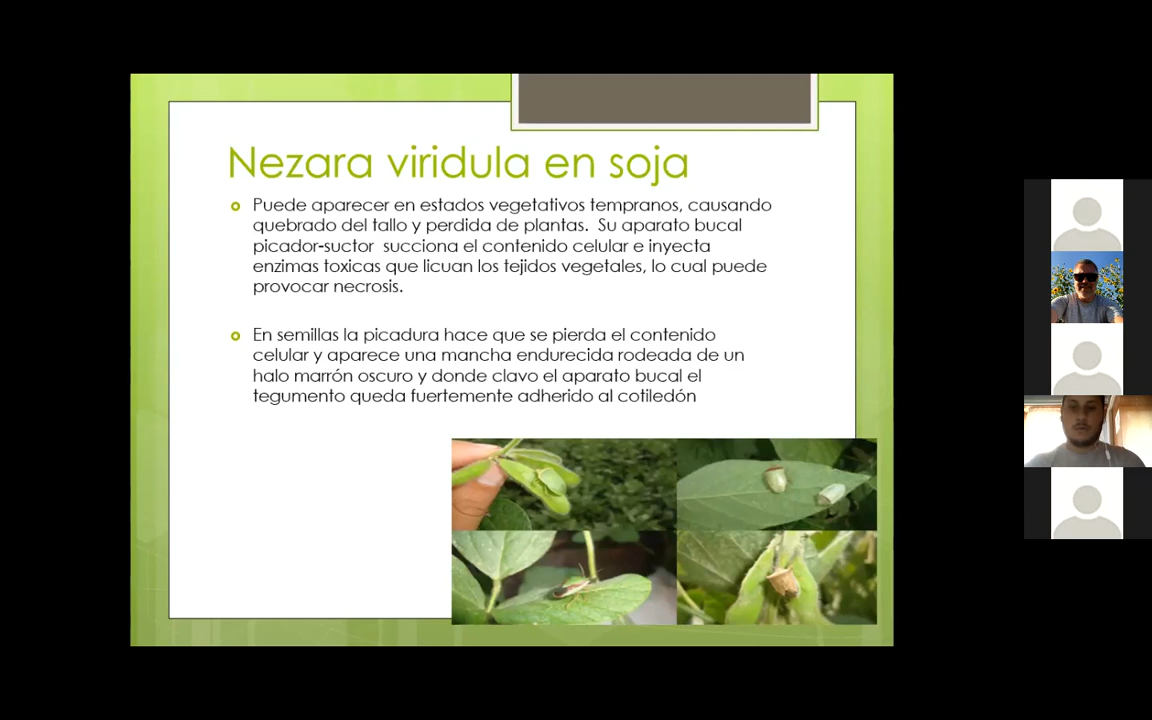 Nezara viridula en soja
Puede aparecer en estados vegetativos tempranos, causando
quebrado del tallo y perdida de plantas.  Su aparato bucal
picador-suctor  succiona el contenido celular e inyecta
enzimas toxicas que licuan los tejidos vegetales, lo cual puede
provocar necrosis.
En semillas la picadura hace que se pierda el contenido
celular y aparece una mancha endurecida rodeada de un
halo marrón oscuro y donde clavo el aparato bucal el
tegumento queda fuertemente adherido al cotiledón